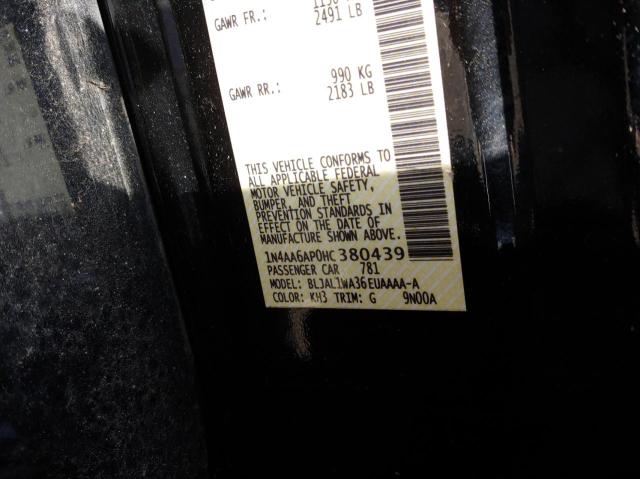 GAWR FR.: 2491 LB
990 KG
GAWR RR.: 2183 LB
THIS VEHICLE CONFORMS TO
ALL APPLICABLE FEDERAL
MOTOR VEHICLE SAFETY,
BUMPER, AND THEFT
PREVENTION STANDARDS IN
EFFECT ON THE DATE OF
MANUFACTURE SHOWN ABOVE.
1N4AA6AP0HC380439
PASSENGER CAR 781
MODEL: BLJAL1WA36EUAAAA-A
COLOR: KH3 TRIM: G 9N00A